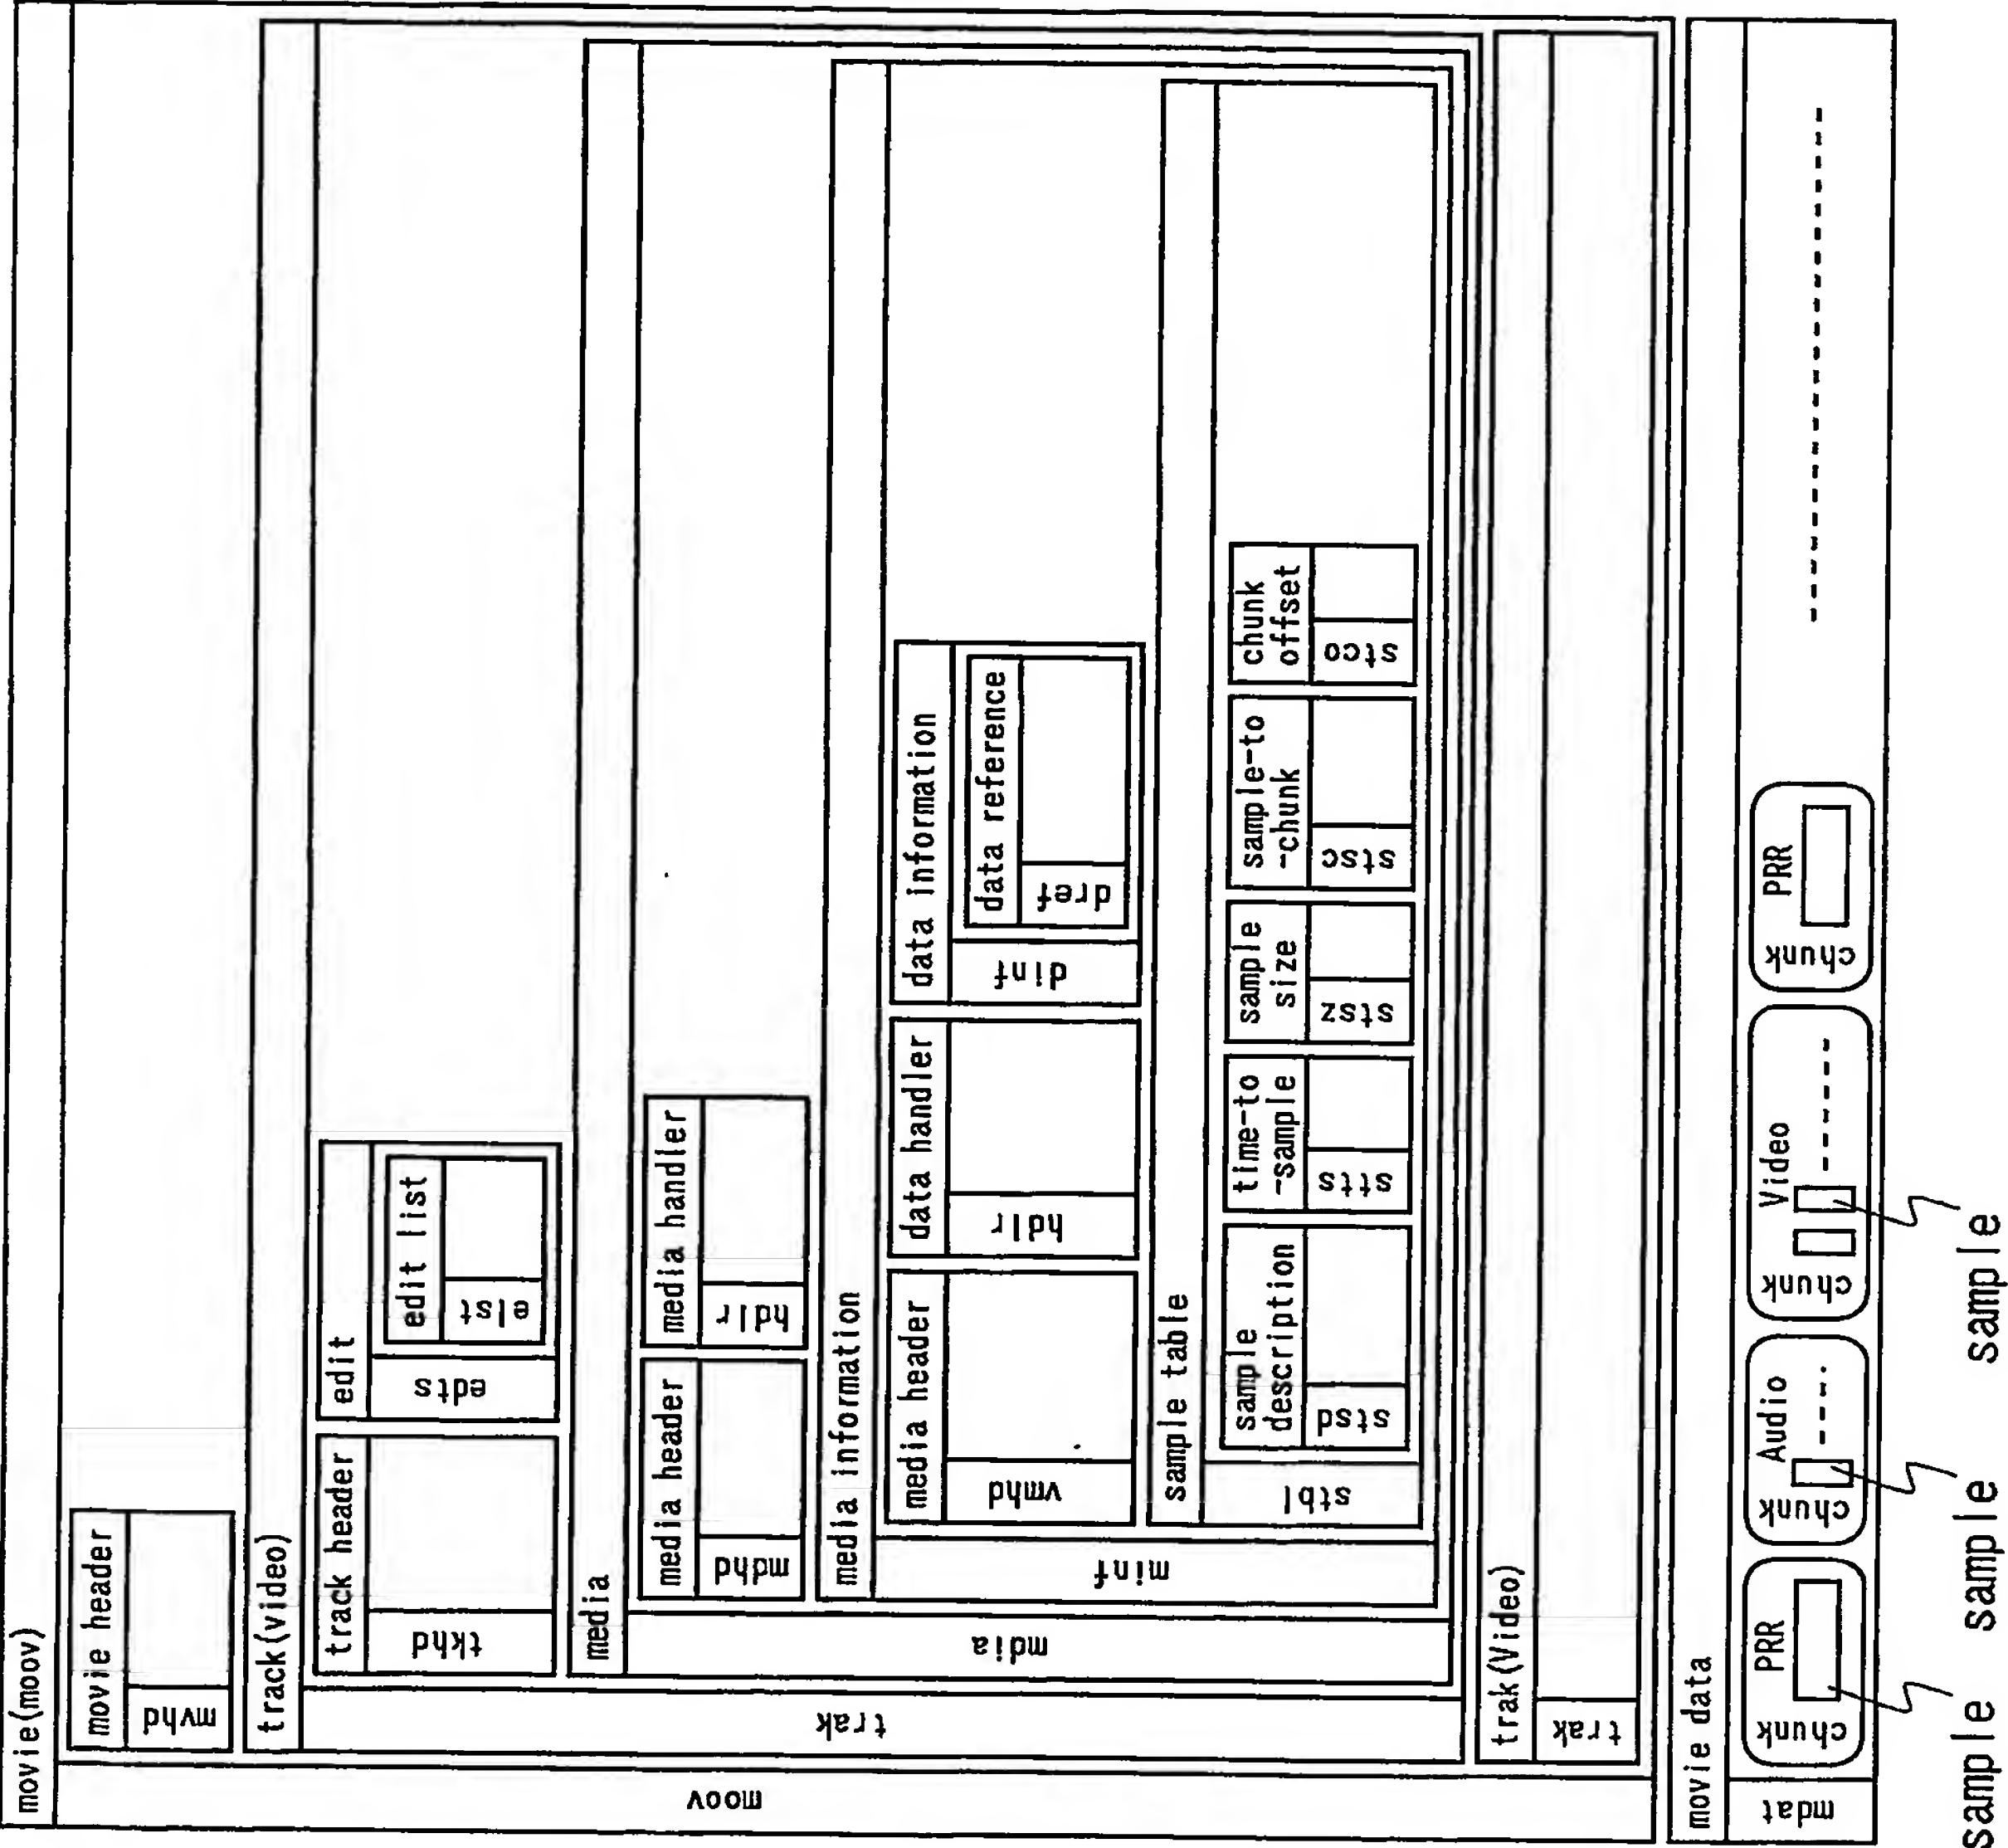 movie(moov)
moov
movie header
mvhd
track(video)
trak
track header
tkhd
edit
edts
edit list
elst
media
mdia
media header
mdhd
media handler
hdlr
media information
minf
media header
vmhd
data handler
hdlr
data information
dinf
data reference
dref
sample table
stbl
sample
description
stsd
time-to
-sample
stts
sample
size
stsz
sample-to
-chunk
stsc
chunk
offset
stco
trak(Video)
trak
movie data
mdat
chunk
PRR
chunk
Audio
chunk
Video
chunk
PRR
sample
sample
sample